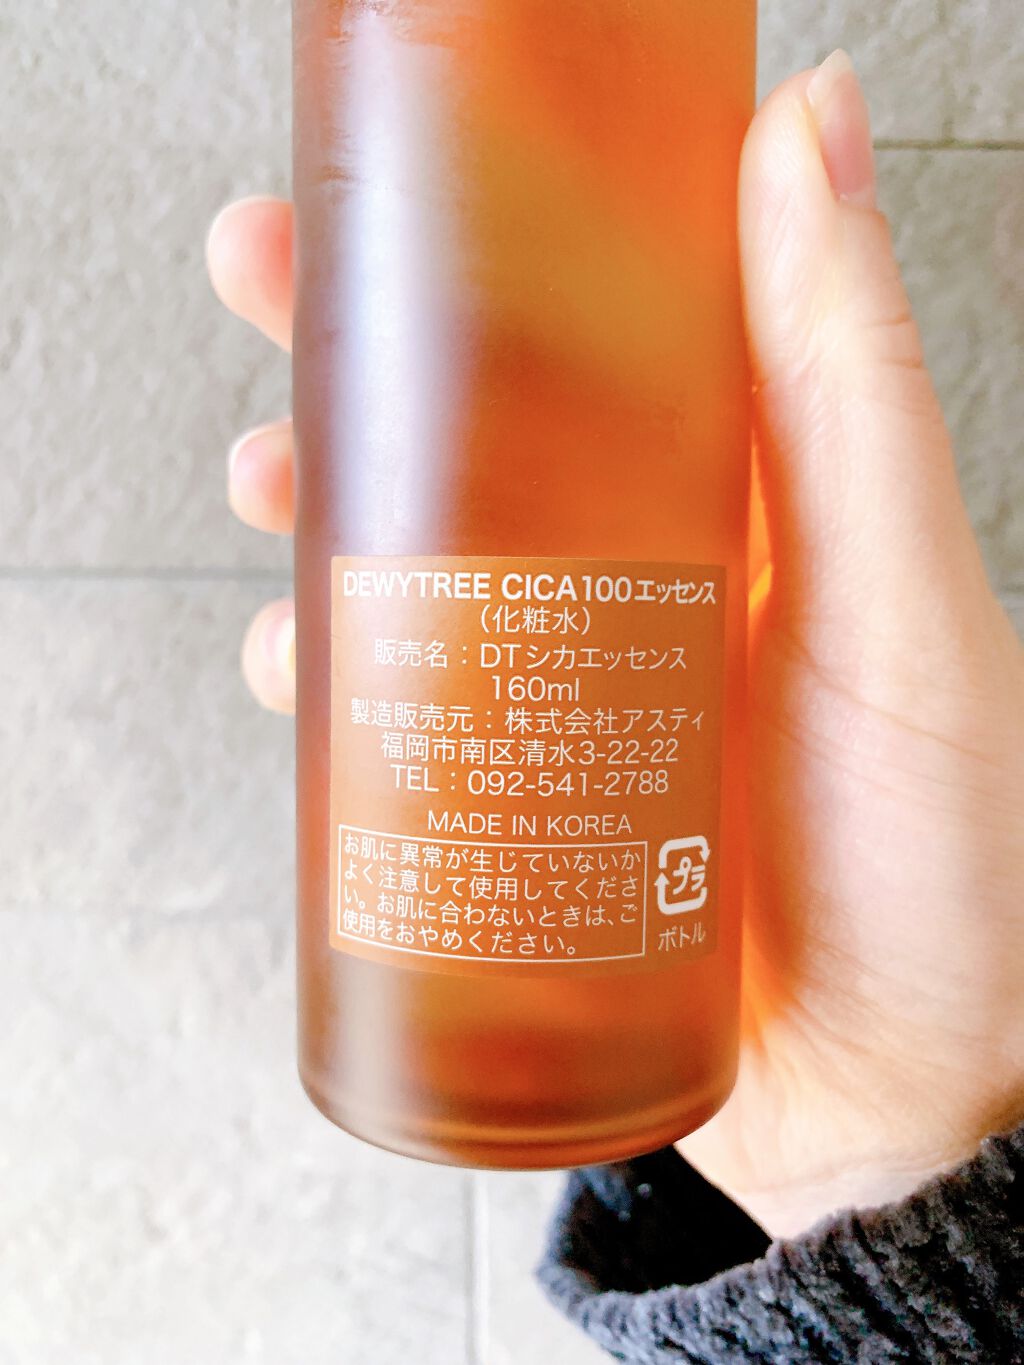 DEWYTREE CICA100エッセンス
（化粧水）
販売名：DTシカエッセンス
160ml
製造販売元：株式会社アスティ
福岡市南区清水3-22-22
TEL：092-541-2788
MADE IN KOREA
お肌に異常が生じていないか
よく注意して使用してくださ
い。お肌に合わないときは、ご
使用をおやめください。
プラ
ボトル